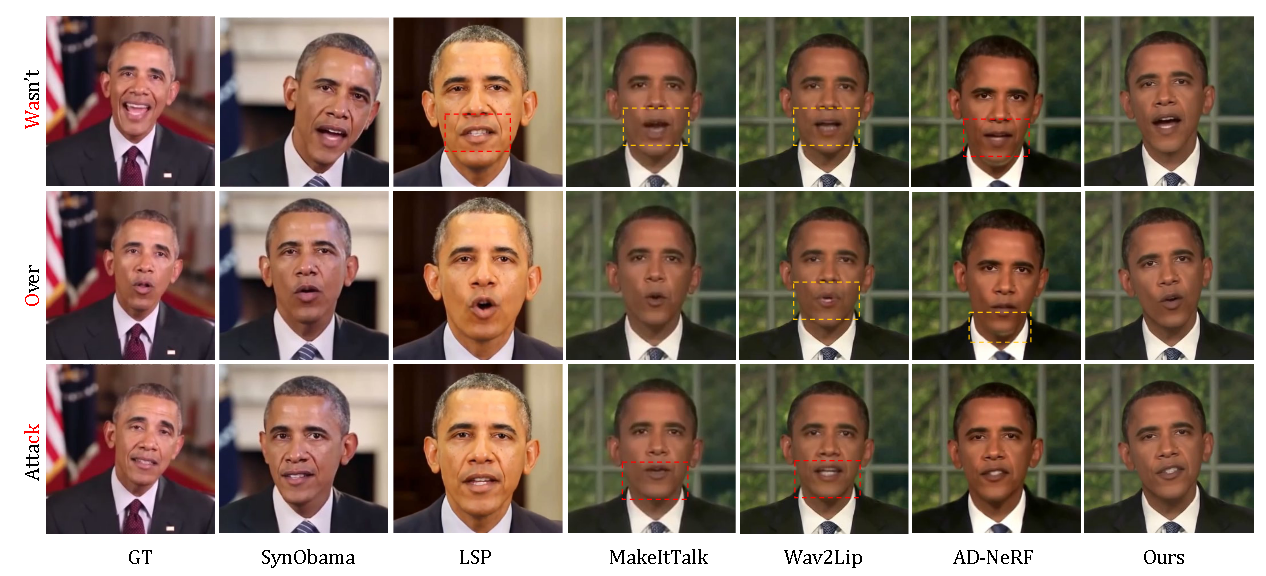 Wasn't
Over
Attack
GT SynObama LSP MakeItTalk Wav2Lip AD-NeRF Ours